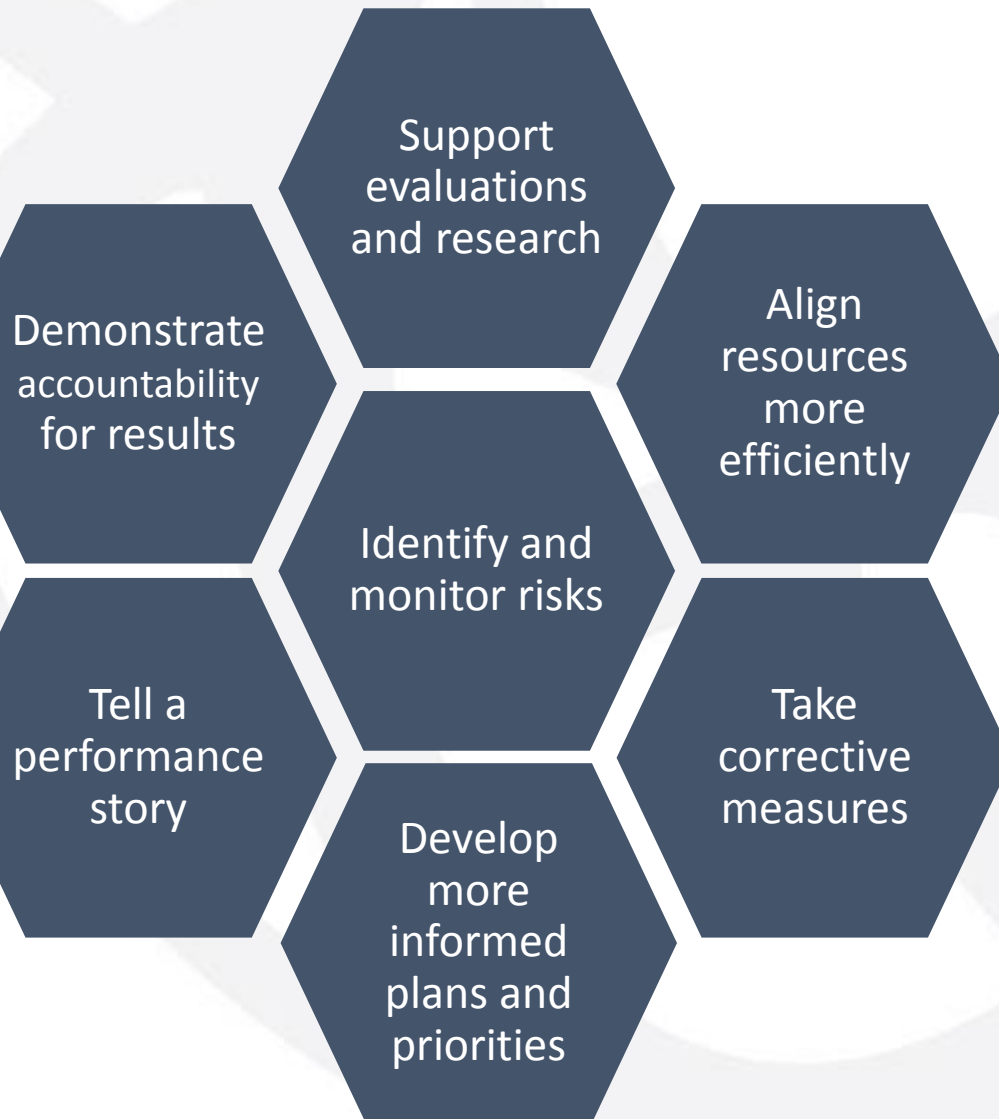 Support
evaluations
and research
Demonstrate
accountability
for results
Align
resources
more
efficiently
Identify and
monitor risks
Tell a
performance
story
Take
corrective
measures
Develop
more
informed
plans and
priorities